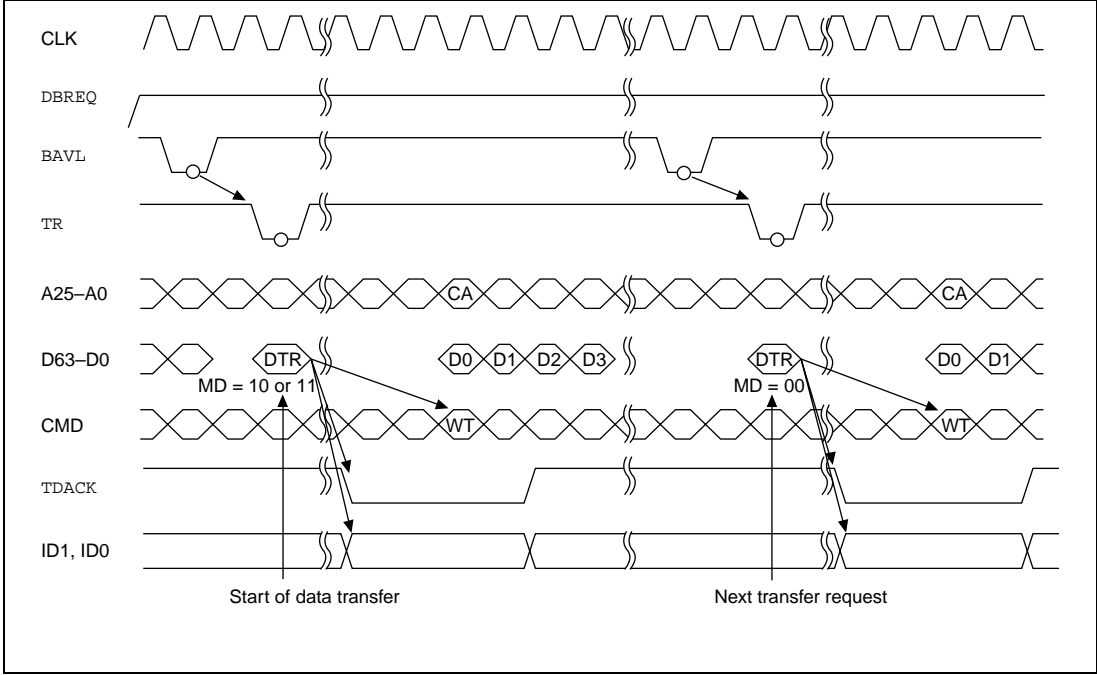 CLK
DBREQ
BAVL
TR
A25–A0 CA CA
D63–D0 DTR D0 D1 D2 D3 DTR D0 D1
MD = 10 or 11 MD = 00
CMD WT WT
TDACK
ID1, ID0
Start of data transfer Next transfer request